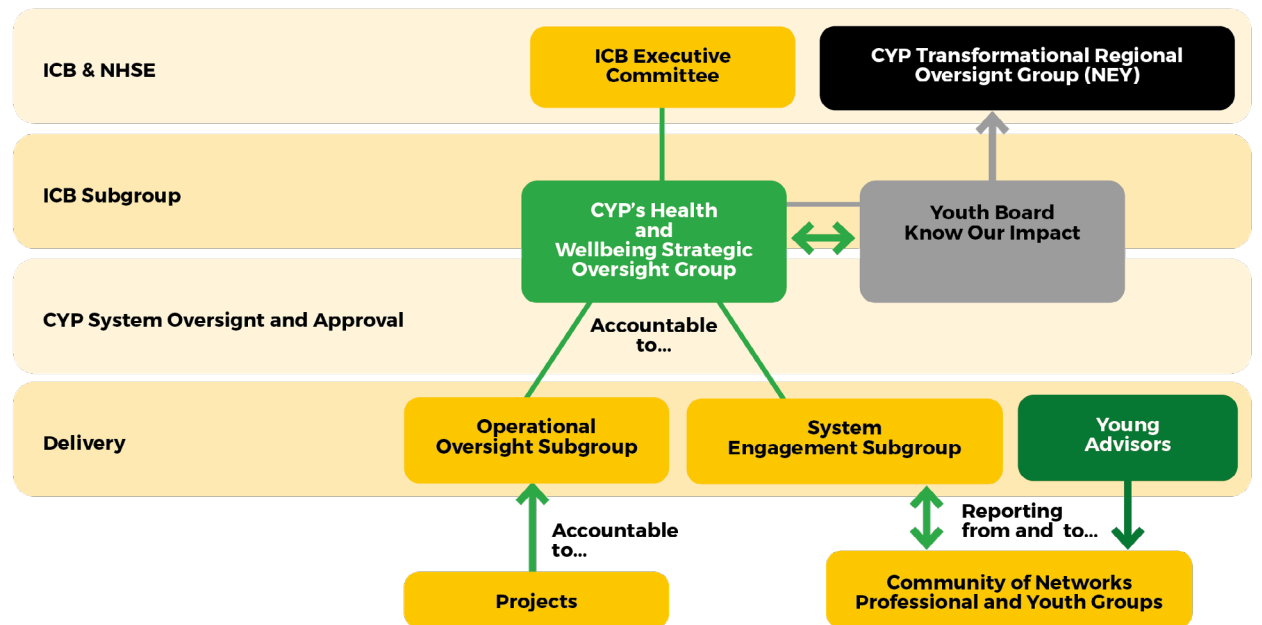 ICB & NHSE
ICB Executive
Committee
CYP Transformational Regional
Oversignt Group (NEY)
ICB Subgroup
CYP’s Health
and
Wellbeing Strategic
Oversight Group
Youth Board
Know Our Impact
CYP System Oversignt and Approval
Accountable
to...
Delivery
Operational
Oversight Subgroup
System
Engagement Subgroup
Young
Advisors
Accountable
to...
Reporting
from and to...
Projects
Community of Networks
Professional and Youth Groups